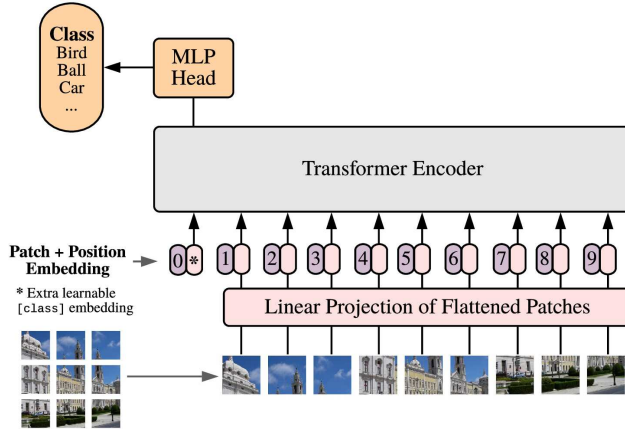 Class
Bird
Ball
Car
...
MLP
Head
Transformer Encoder
Patch + Position
Embedding
0 * 1 2 3 4 5 6 7 8 9
* Extra learnable
[class] embedding
Linear Projection of Flattened Patches